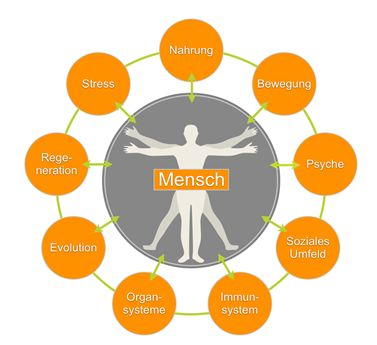 Nahrung
Bewegung
Psyche
Soziales
Umfeld
Immun-
system
Organ-
systeme
Evolution
Rege-
neration
Stress
Mensch